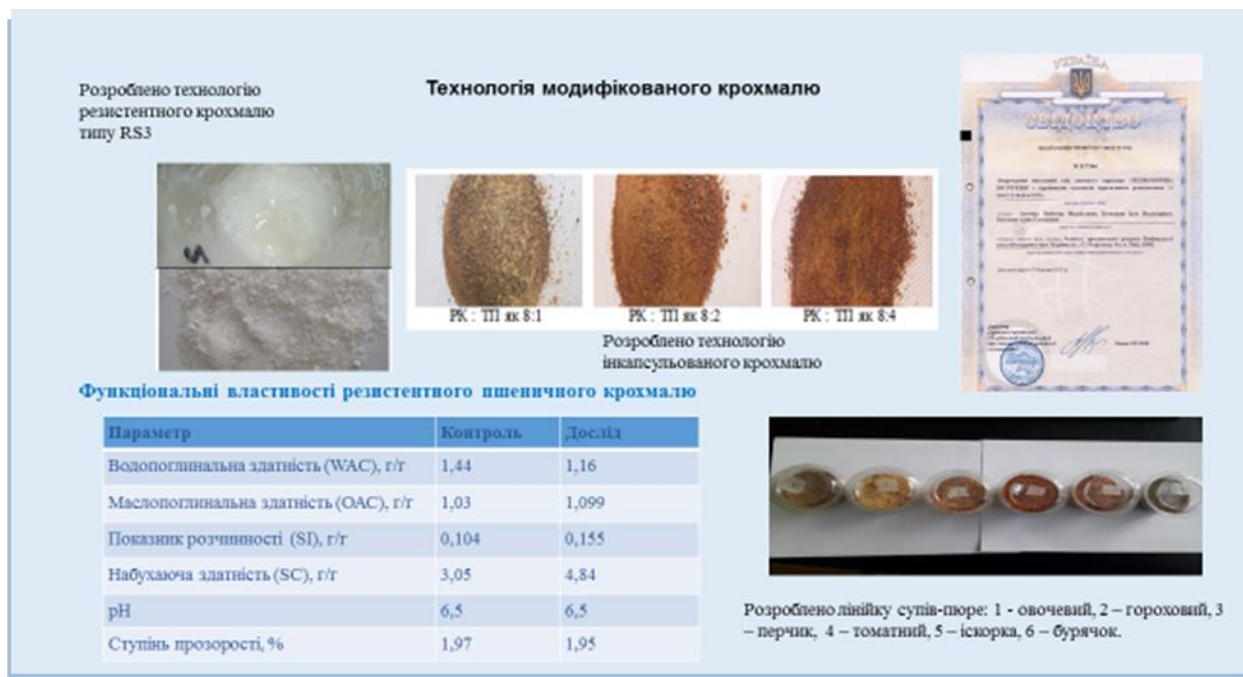 Технологія модифікованого крохмалю
Розроблено технологію
резистентного крохмалю
типу RS3
РК : ТП як 8:1
РК : ТП як 8:2
РК : ТП як 8:4
Розроблено технологію
інкапсульованого крохмалю
УКРАЇНА
СВІДОЦТВО
Функціональні властивості резистентного пшеничного крохмалю
Параметр Контроль Дослід
Водопоглинальна здатність (WAC), г/г 1,44 1,16
Маслопоглинальна здатність (OAC), г/г 1,03 1,099
Показник розчинності (SI), г/г 0,104 0,155
Набухаюча здатність (SC), г/г 3,05 4,84
pH 6,5 6,5
Ступінь прозорості, % 1,97 1,95
Розроблено лінійку супів-пюре: 1 - овочевий, 2 – гороховий, 3
– перчик, 4 – томатний, 5 – іскорка, 6 – бурячок.